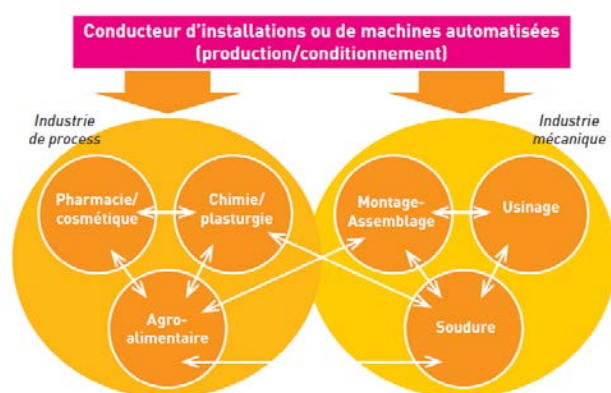 Conducteur d'installations ou de machines automatisées
(production/conditionnement)
Industrie
de process
Industrie
mécanique
Pharmacie/
cosmétique
Chimie/
plasturgie
Montage-
Assemblage
Usinage
Agro-
alimentaire
Soudure